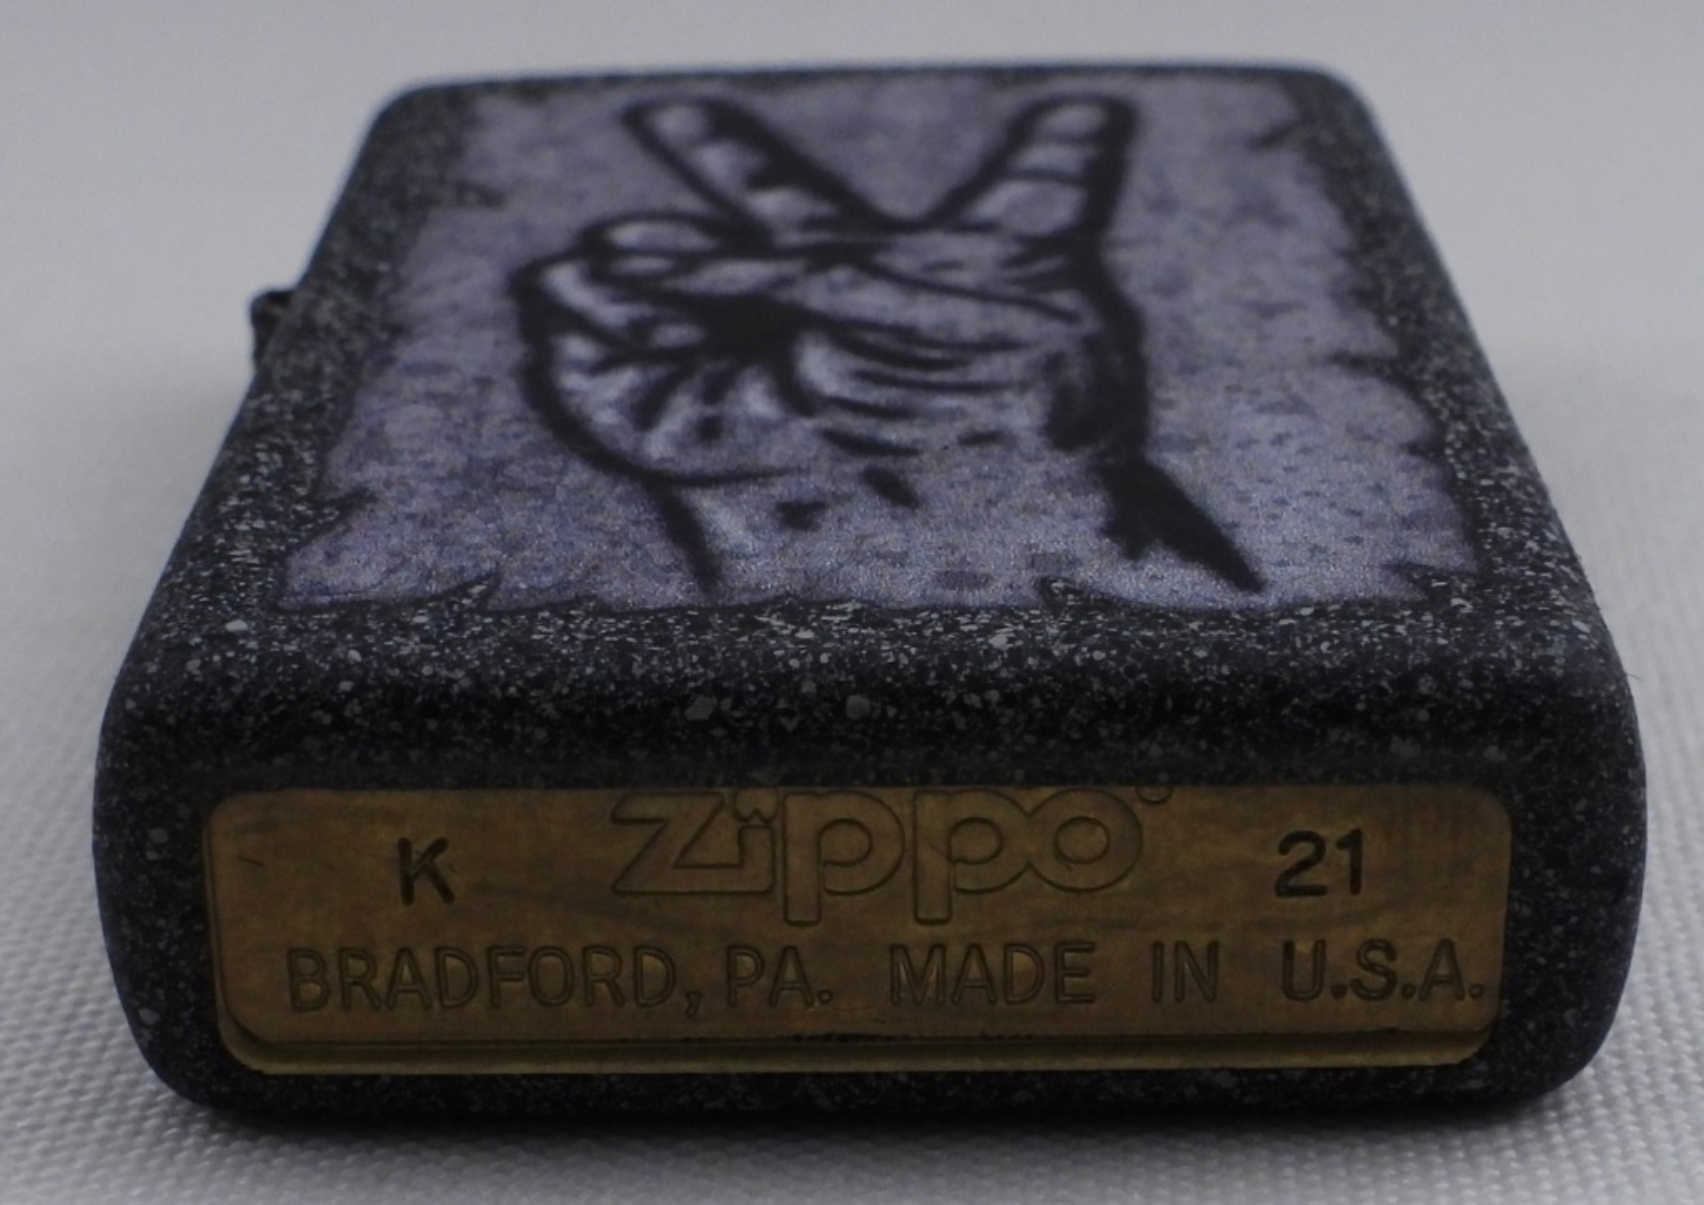 K zippo 21
BRADFORD, PA. MADE IN U.S.A.